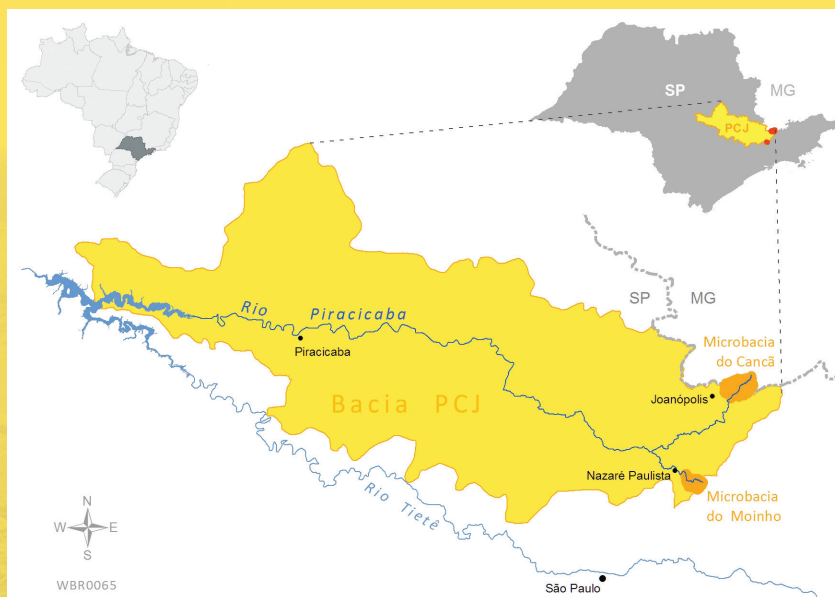 SP
MG
PCJ
SP
MG
Rio Piracicaba
Piracicaba
Microbacia
do Cancã
Joanópolis
Bacia PCJ
Nazaré Paulista
Microbacia
do Moinho
Rio Tietê
N
W E
S
WBR0065
São Paulo